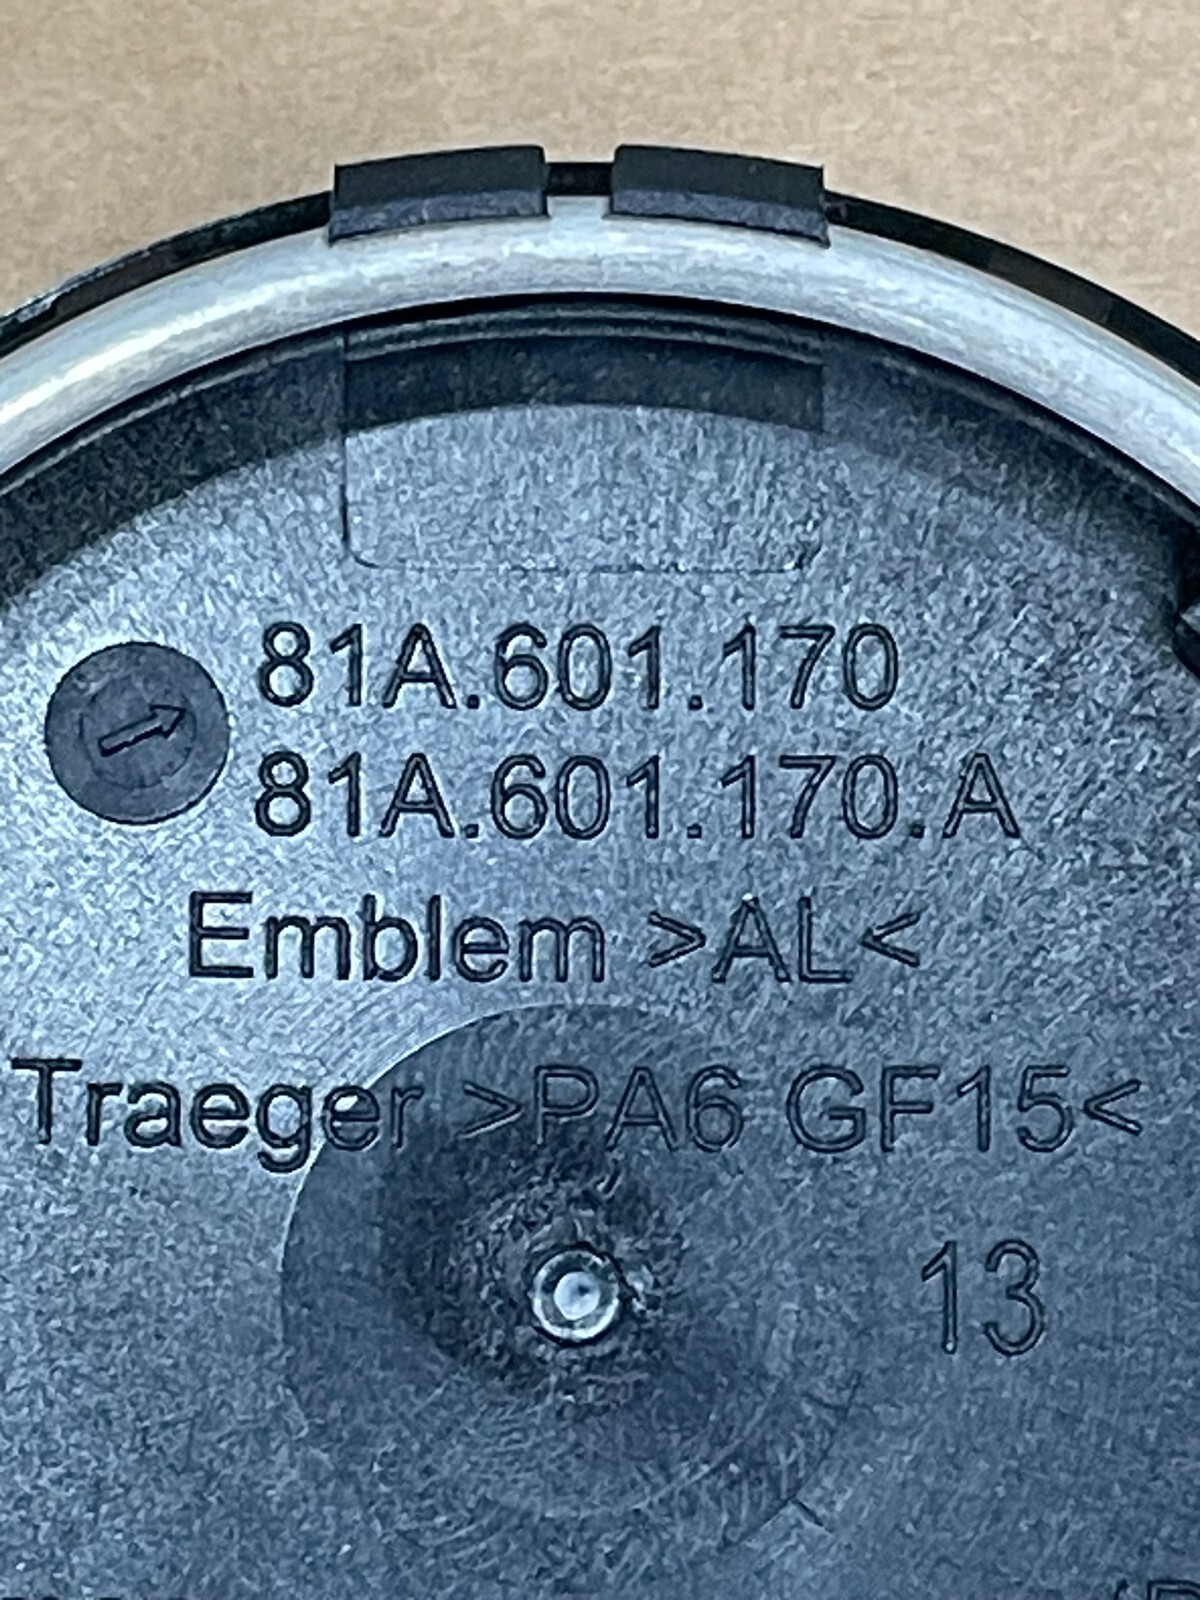 81A.601.170
81A.601.170.A
Emblem >AL<
Traeger >PA6 GF15<
13